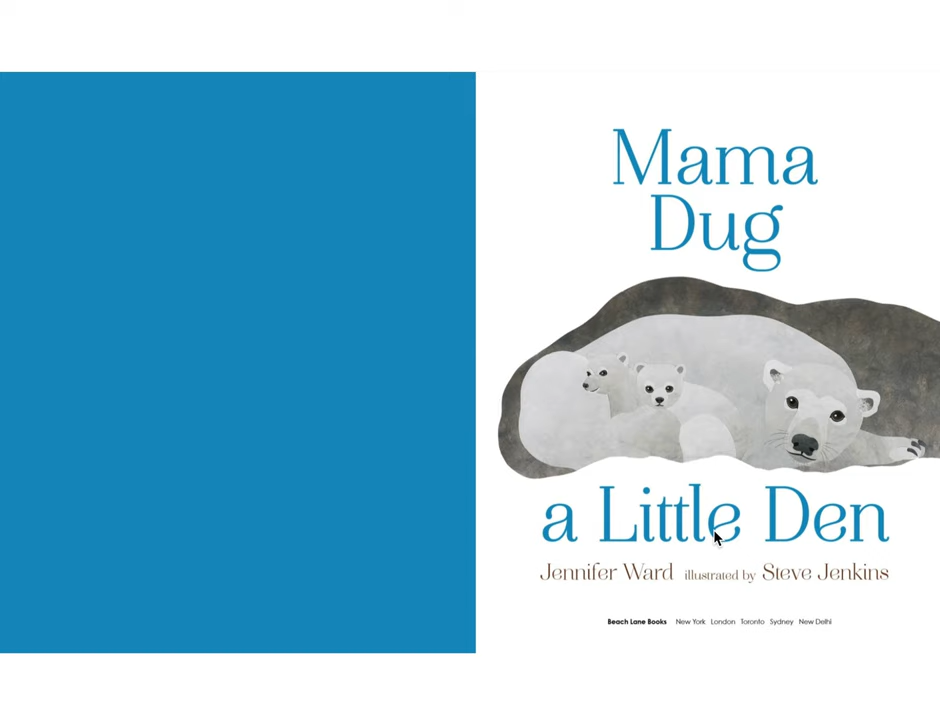 Mama
Dug
a Little Den
Jennifer Ward illustrated by Steve Jenkins
Beach Lane Books New York London Toronto Sydney New Delhi